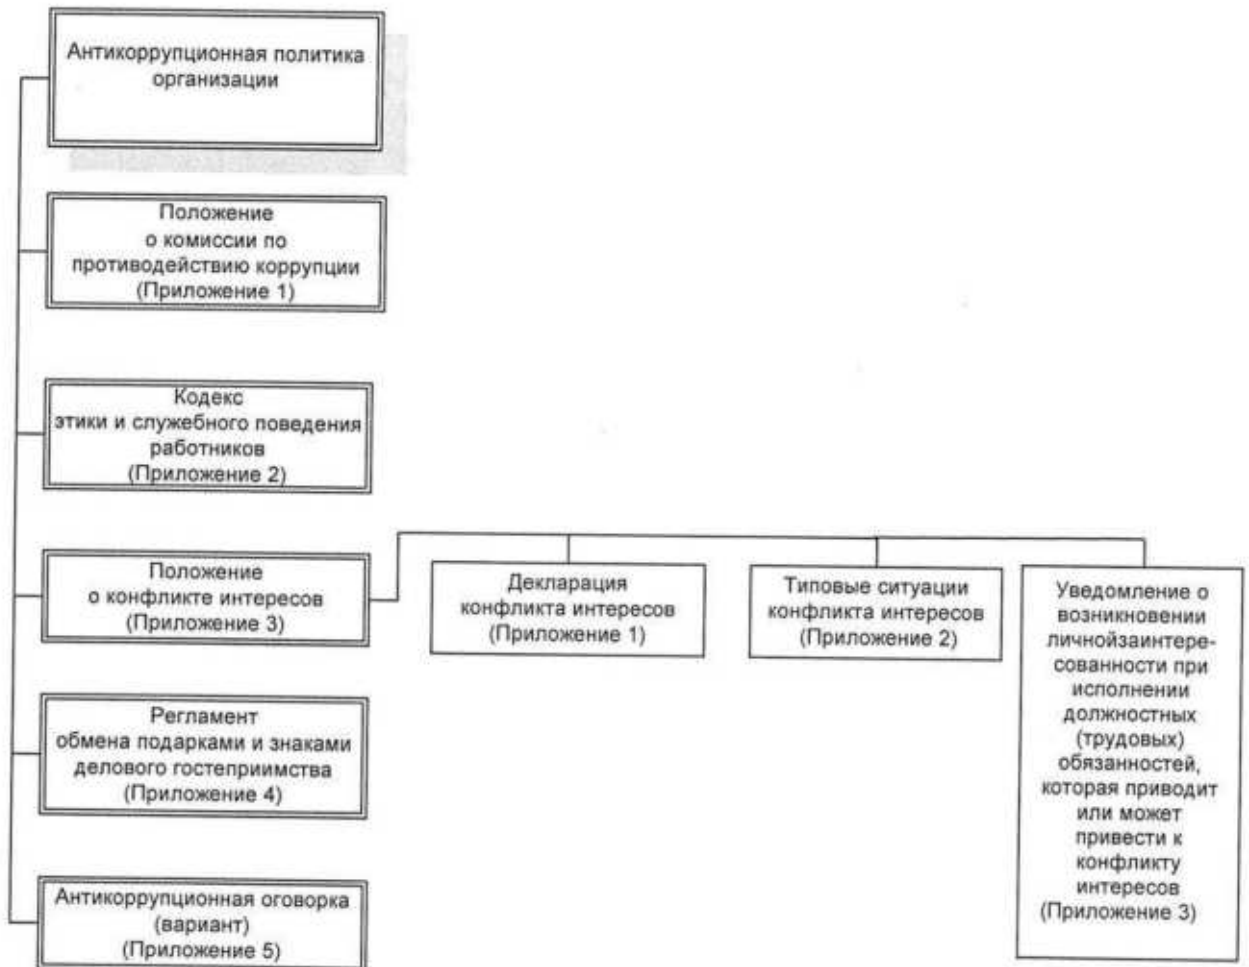 Антикоррупционная политика
организации
Положение
о комиссии по
противодействию коррупции
(Приложение 1)
Кодекс
этики и служебного поведения
работников
(Приложение 2)
Положение
о конфликте интересов
(Приложение 3)
Декларация
конфликта интересов
(Приложение 1)
Типовые ситуации
конфликта интересов
(Приложение 2)
Уведомление о
возникновении
личнойзаинтере-
сованности при
исполнении
должностных
(трудовых)
обязанностей,
которая приводит
или может
привести к
конфликту
интересов
(Приложение 3)
Регламент
обмена подарками и знаками
делового гостеприимства
(Приложение 4)
Антикоррупционная оговорка
(вариант)
(Приложение 5)